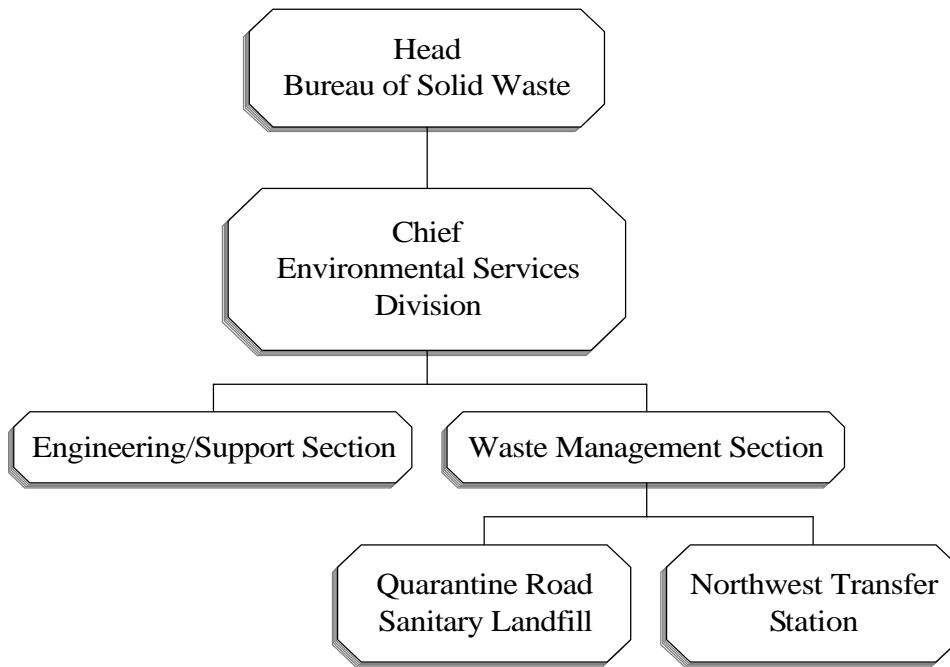 Head
Bureau of Solid Waste
Chief
Environmental Services
Division
Engineering/Support Section
Waste Management Section
Quarantine Road
Sanitary Landfill
Northwest Transfer
Station